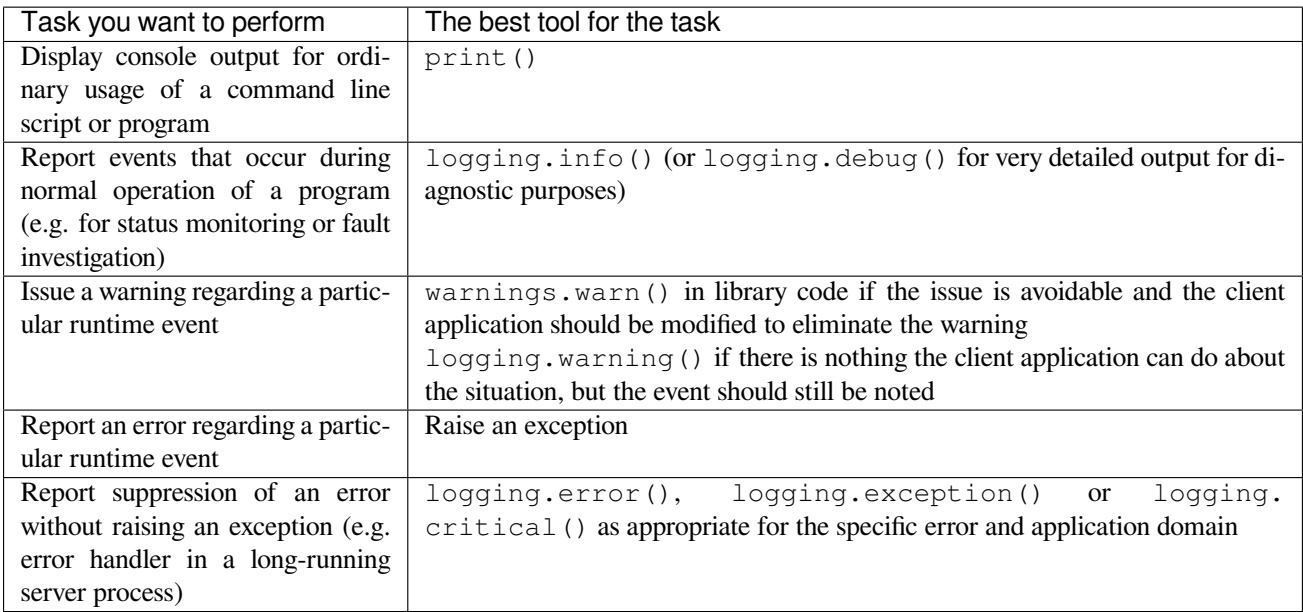 Task you want to perform
The best tool for the task
Display console output for ordi-
nary usage of a command line
script or program
print()
Report events that occur during
normal operation of a program
(e.g. for status monitoring or fault
investigation)
logging.info() (or logging.debug() for very detailed output for di-
agnostic purposes)
Issue a warning regarding a partic-
ular runtime event
warnings.warn() in library code if the issue is avoidable and the client
application should be modified to eliminate the warning
logging.warning() if there is nothing the client application can do about
the situation, but the event should still be noted
Report an error regarding a partic-
ular runtime event
Raise an exception
Report suppression of an error
without raising an exception (e.g.
error handler in a long-running
server process)
logging.error(), logging.exception() or logging.
critical() as appropriate for the specific error and application domain